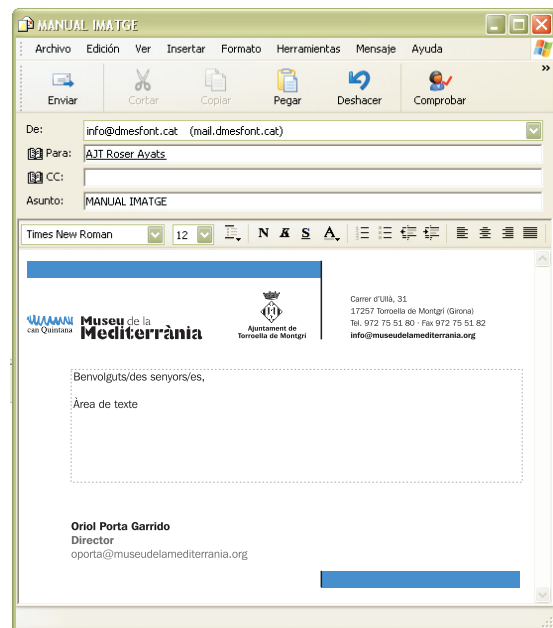 MANUAL IMATGE
Archivo Edición Ver Insertar Formato Herramientas Mensaje Ayuda
Enviar Cortar Copiar Pegar Deshacer Comprobar
De: info@dmesfont.cat (mail.dmesfont.cat)
Para: AJT Roser Ayats
CC:
Asunto: MANUAL IMATGE
Times New Roman 12 N K S A
can Quintana
Museu de la
Mediterrània
Ajuntament de
Torroella de Montgrí
Carrer d'Ullà, 31
17257 Torroella de Montgrí (Girona)
Tel. 972 75 51 80 · Fax 972 75 51 82
info@museudelamediterrania.org
Benvolguts/des senyors/es,
Àrea de texte
Oriol Porta Garrido
Director
oporta@museudelamediterrania.org